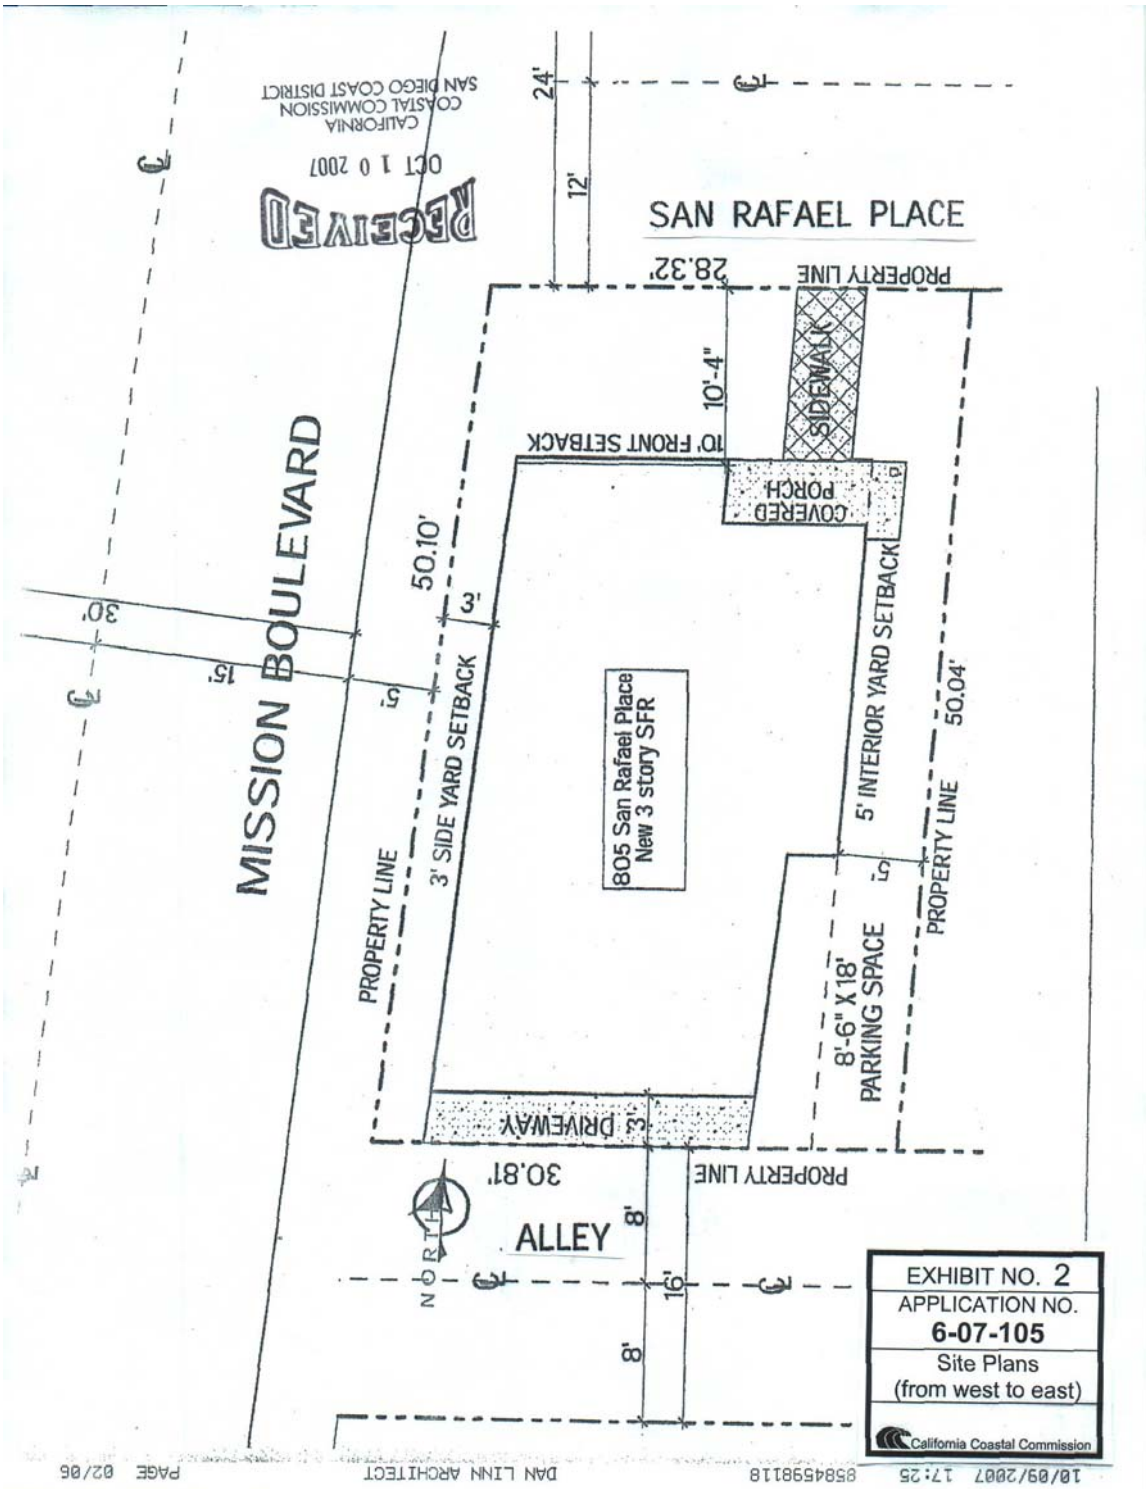 SAN DIEGO COAST DISTRICT
COASTAL COMMISSION
CALIFORNIA
OCT 1 0 2007
RECEIVED
24'
12'
SAN RAFAEL PLACE
28.32'
PROPERTY LINE
10'-4"
SIDEWALK
10' FRONT SETBACK
COVERED
PORCH
MISSION BOULEVARD
50.10'
3'
30'
15'
5'
3' SIDE YARD SETBACK
PROPERTY LINE
805 San Rafael Place
New 3 story SFR
5' INTERIOR YARD SETBACK
50.04'
PROPERTY LINE
5'
8'-6" X 18'
PARKING SPACE
DRIVEWAY
3'
30.81'
PROPERTY LINE
NORTH
ALLEY
8'
16'
8'
EXHIBIT NO. 2
APPLICATION NO.
6-07-105
Site Plans
(from west to east)
California Coastal Commission
10/09/2007 17:25 8584598118 DAN LINN ARCHITECT PAGE 02/06